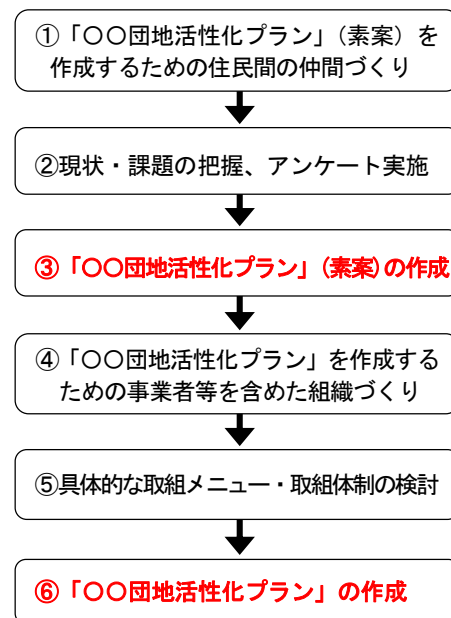 ①「〇〇団地活性化プラン」（素案）を
作成するための住民間の仲間づくり
②現状・課題の把握、アンケート実施
③「〇〇団地活性化プラン」（素案）の作成
④「〇〇団地活性化プラン」を作成する
ための事業者等を含めた組織づくり
⑤具体的な取組メニュー・取組体制の検討
⑥「〇〇団地活性化プラン」の作成